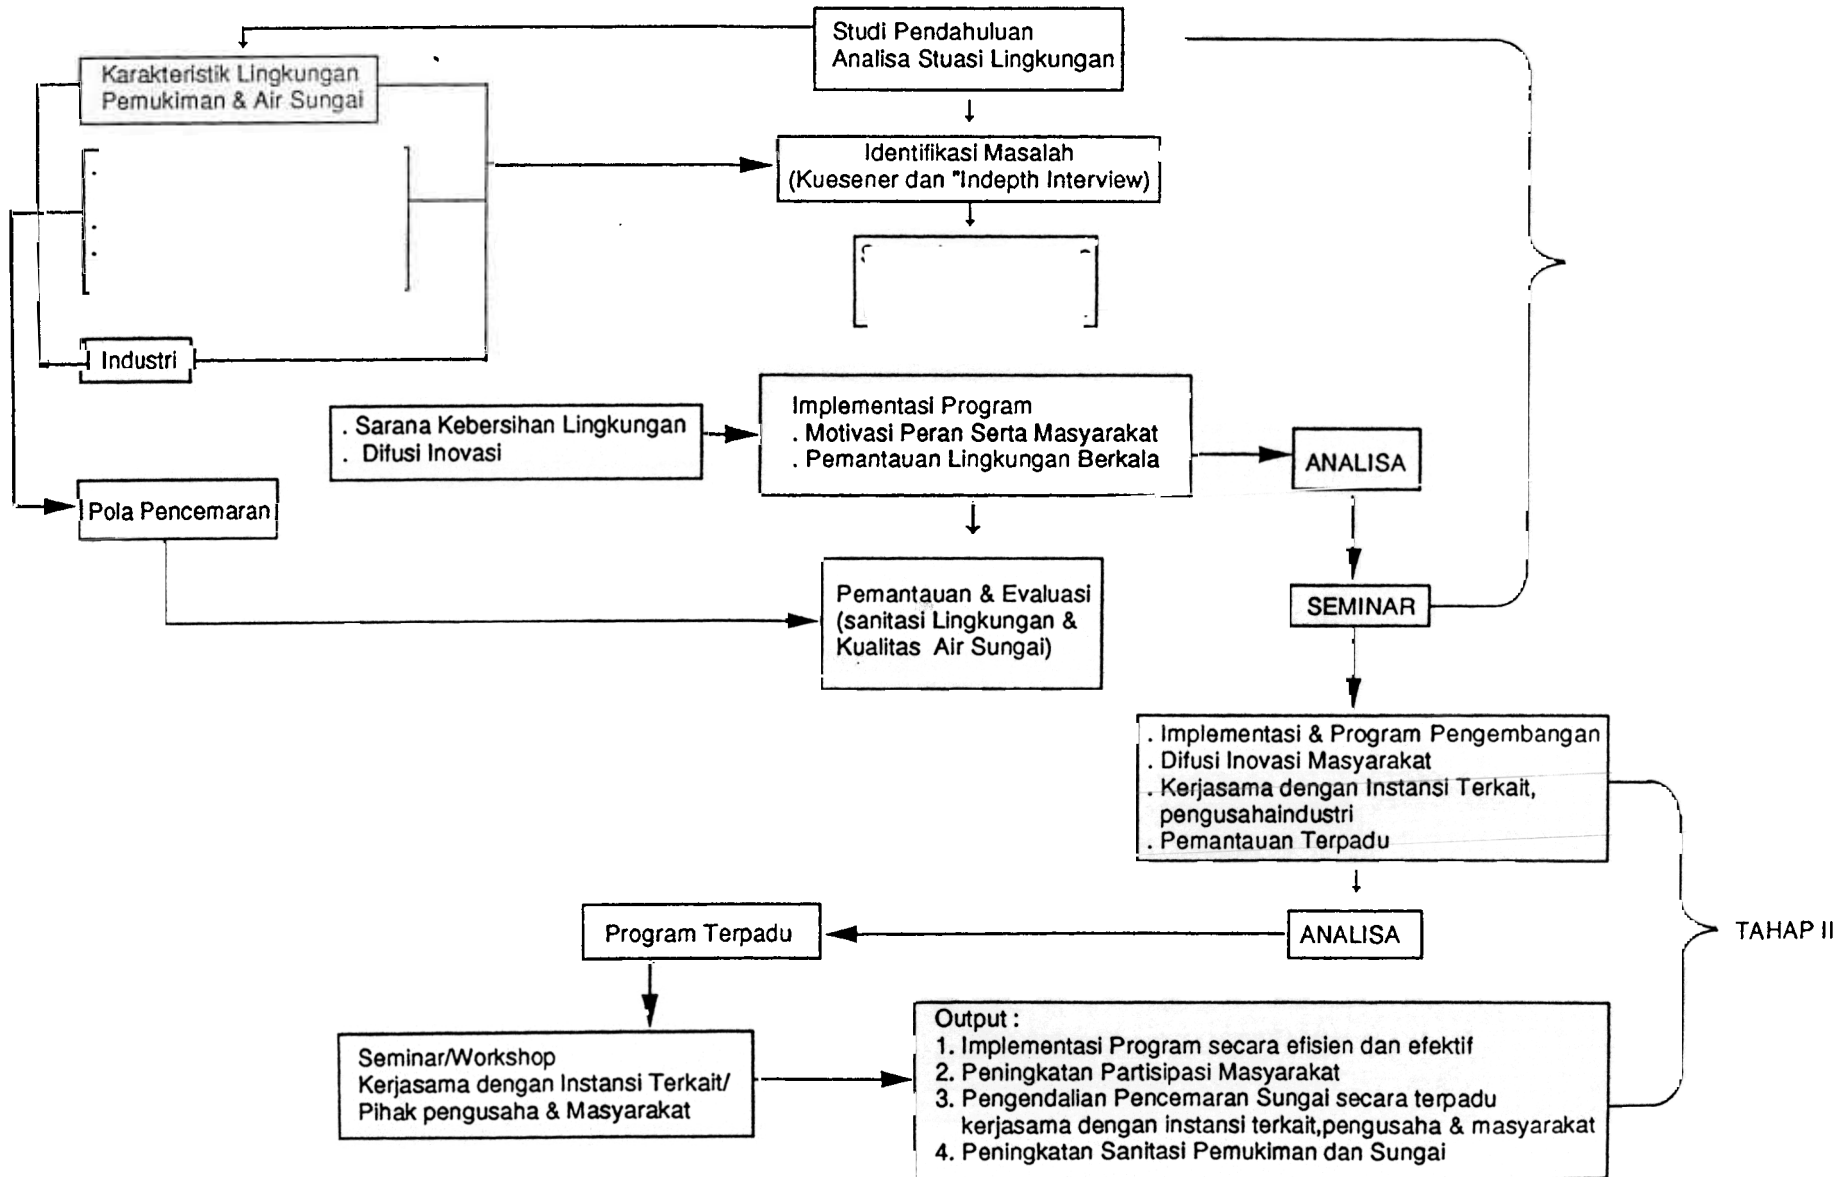 Studi Pendahuluan
Analisa Stuasi Lingkungan
Karakteristik Lingkungan
Pemukiman & Air Sungai
Identifikasi Masalah
(Kuesener dan "Indepth Interview)
Industri
. Sarana Kebersihan Lingkungan
. Difusi Inovasi
Implementasi Program
. Motivasi Peran Serta Masyarakat
. Pemantauan Lingkungan Berkala
ANALISA
Pola Pencemaran
Pemantauan & Evaluasi
(sanitasi Lingkungan &
Kualitas Air Sungai)
SEMINAR
. Implementasi & Program Pengembangan
. Difusi Inovasi Masyarakat
. Kerjasama dengan Instansi Terkait,
pengusahaindustri
. Pemantauan Terpadu
Program Terpadu
ANALISA
TAHAP II
Seminar/Workshop
Kerjasama dengan Instansi Terkait/
Pihak pengusaha & Masyarakat
Output :
1. Implementasi Program secara efisien dan efektif
2. Peningkatan Partisipasi Masyarakat
3. Pengendalian Pencemaran Sungai secara terpadu
kerjasama dengan instansi terkait,pengusaha & masyarakat
4. Peningkatan Sanitasi Pemukiman dan Sungai